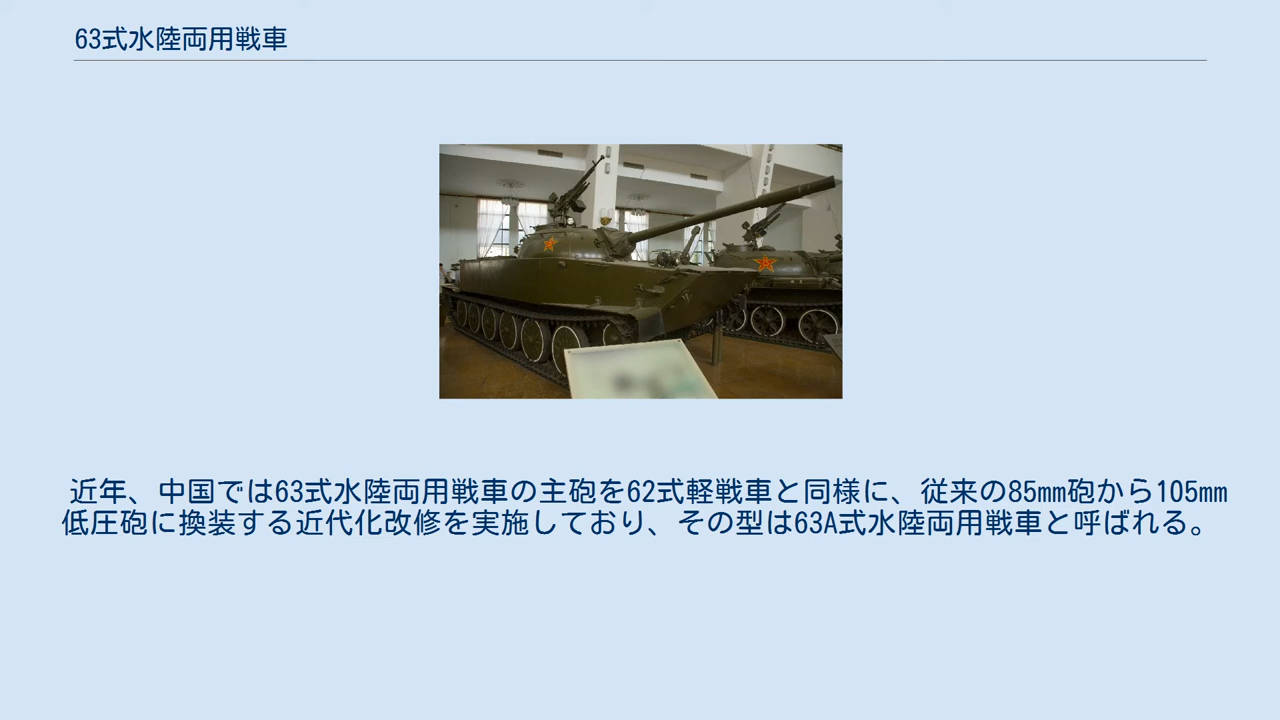 63式水陸両用戦車
近年、中国では63式水陸両用戦車の主砲を62式軽戦車と同様に、従来の85mm砲から105mm
低圧砲に換装する近代化改修を実施しており、その型は63A式水陸両用戦車と呼ばれる。